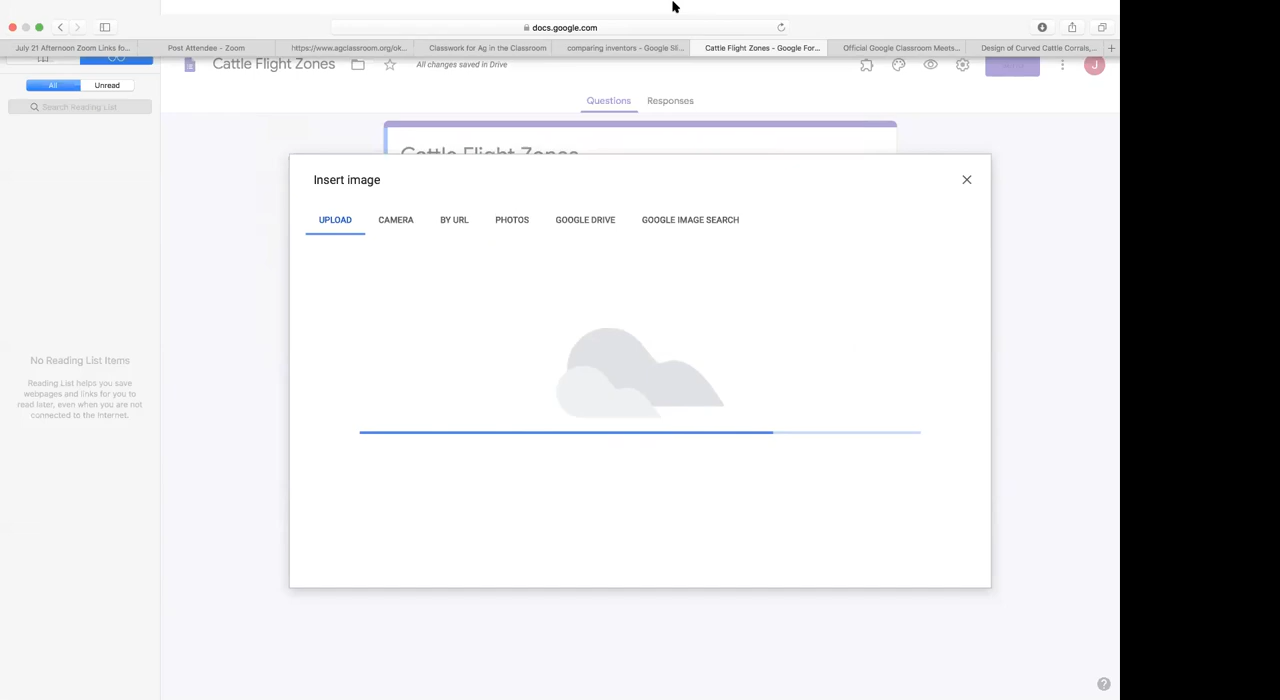 docs.google.com
July 21 Afternoon Zoom Links fo...
Post Attendee - Zoom
https://www.agclassroom.org/ok...
Classwork for Ag in the Classroom
comparing inventors - Google Sli...
Cattle Flight Zones - Google For...
Official Google Classroom Meets...
Design of Curved Cattle Corrals,...
All
Unread
Search Reading List
No Reading List Items
Reading List helps you save
webpages and links for you to
read later, even when you are not
connected to the Internet.
Cattle Flight Zones
All changes saved in Drive
J
Questions
Responses
Cattle Flight Zones
Insert image
UPLOAD
CAMERA
BY URL
PHOTOS
GOOGLE DRIVE
GOOGLE IMAGE SEARCH